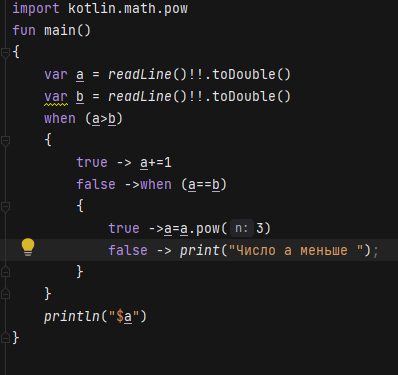 import kotlin.math.pow
fun main()
{
    var a = readLine()!!.toDouble()
    var b = readLine()!!.toDouble()
    when (a>b)
    {
        true -> a+=1
        false ->when (a==b)
        {
            true ->a=a.pow( n: 3)
            false -> print("Число а меньше ");
        }
    }
    println("$a")
}